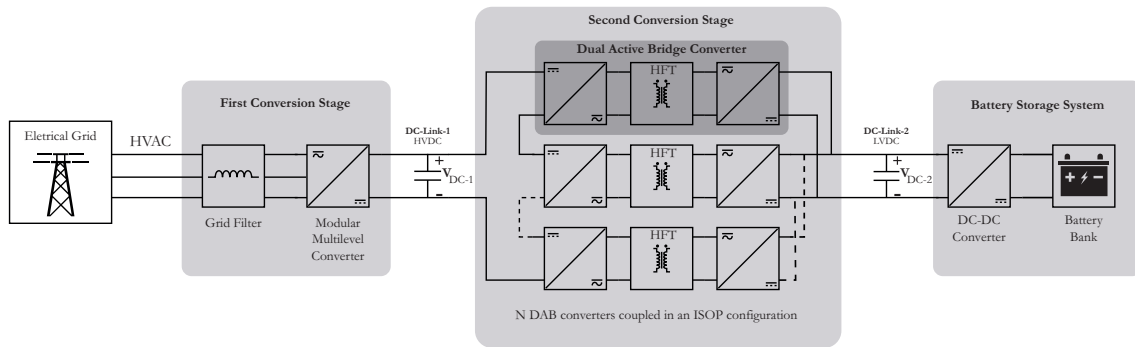 Second Conversion Stage
Dual Active Bridge Converter
HFT
First Conversion Stage
Battery Storage System
Eletrical Grid
HVAC
DC-Link-1
HVDC
+
V DC-1
-
HFT
DC-Link-2
LVDC
+
V DC-2
-
Grid Filter
Modular
Multilevel
Converter
DC-DC
Converter
Battery
Bank
HFT
N DAB converters coupled in an ISOP configuration